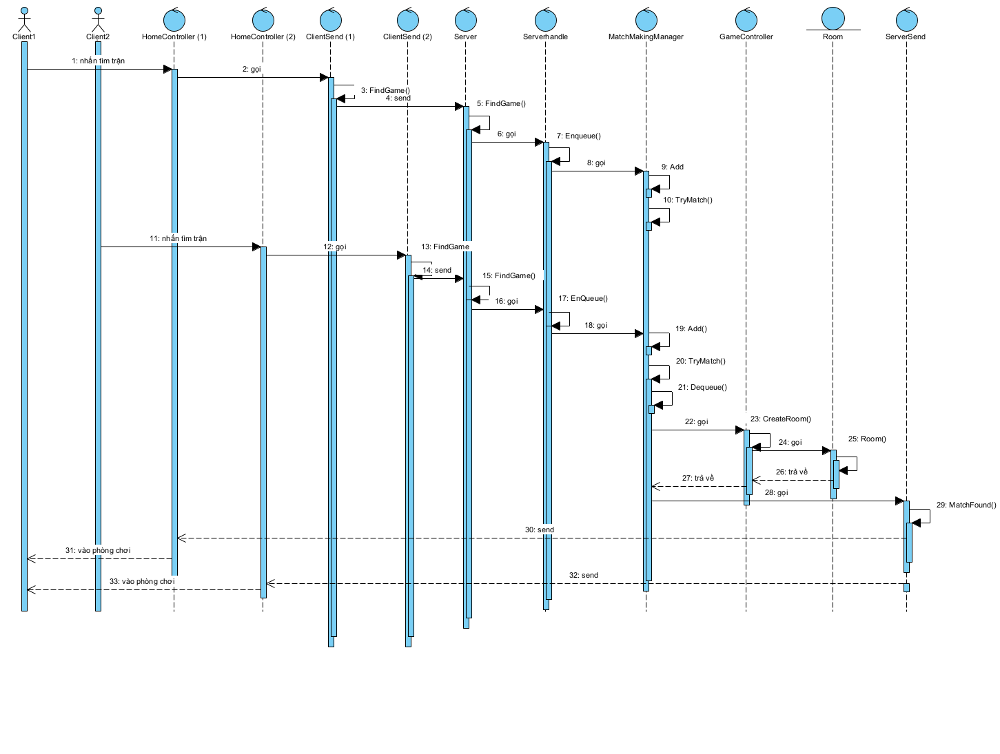 Client1
Client2
HomeController (1)
HomeController (2)
ClientSend (1)
ClientSend (2)
Server
Serverhandle
MatchMakingManager
GameController
Room
ServerSend
1: nhấn tìm trận
2: gọi
3: FindGame()
4: send
5: FindGame()
6: gọi
7: Enqueue()
8: gọi
9: Add
10: TryMatch()
11: nhấn tìm trận
12: gọi
13: FindGame
14: send
15: FindGame()
16: gọi
17: EnQueue()
18: gọi
19: Add()
20: TryMatch()
21: Dequeue()
22: gọi
23: CreateRoom()
24: gọi
25: Room()
26: trả về
27: trả về
28: gọi
29: MatchFound()
30: send
31: vào phòng chơi
32: send
33: vào phòng chơi